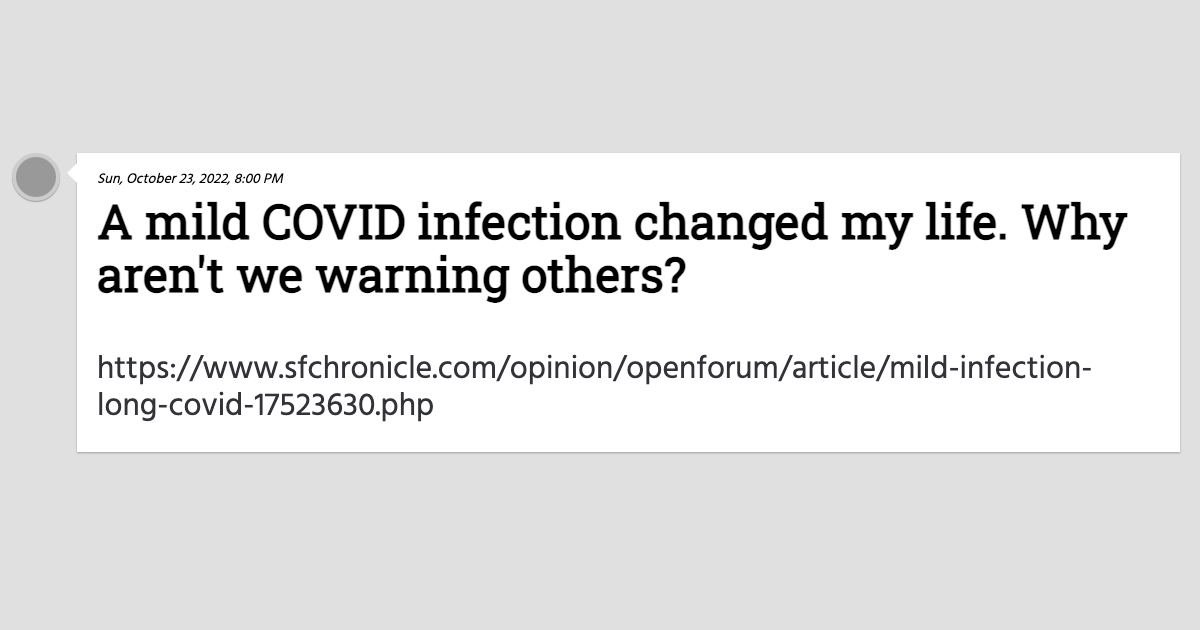 Sun, October 23, 2022, 8:00 PM
A mild COVID infection changed my life. Why
aren't we warning others?
https://www.sfchronicle.com/opinion/openforum/article/mild-infection-
long-covid-17523630.php